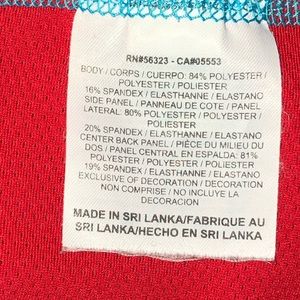 RN#56323 - CA#05553
BODY / CORPS / CUERPO: 84% POLYESTER /
POLYESTER / POLIESTER
16% SPANDEX / ELASTHANNE / ELASTANO
SIDE PANEL / PANNEAU DE COTE / PANEL
LATERAL: 80% POLYESTER / POLYESTER /
POLIESTER
20% SPANDEX / ELASTHANNE / ELASTANO
CENTER BACK PANEL / PIÈCE DU MILIEU DU
DOS / PANEL CENTRAL EN ESPALDA: 81%
POLYESTER / POLYESTER / POLIESTER
19% SPANDEX / ELASTHANNE / ELASTANO
EXCLUSIVE OF DECORATION / DECORATION
NON COMPRISE / NO INCLUYE LA
DECORACION
MADE IN SRI LANKA/FABRIQUE AU
SRI LANKA/HECHO EN SRI LANKA